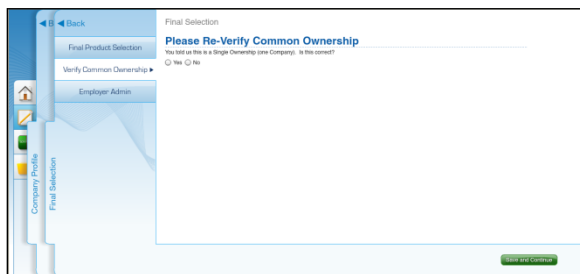 B
Back
Final Product Selection
Verify Common Ownership
Employer Admin
Company Profile
Final Selection
Final Selection
Please Re-Verify Common Ownership
You told us this is a Single Ownership (one Company). Is this correct?
Yes No
Save and Continue